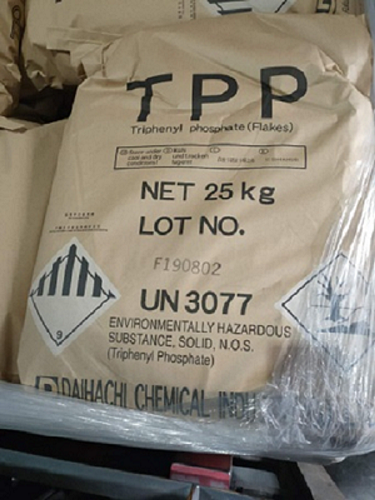 TPP
Triphenyl phosphate (Flakes)
NET 25 kg
LOT NO.
F190802
UN 3077
ENVIRONMENTALLY HAZARDOUS
SUBSTANCE, SOLID, N.O.S.
(Triphenyl Phosphate)
9
DAIHACHI CHEMICAL